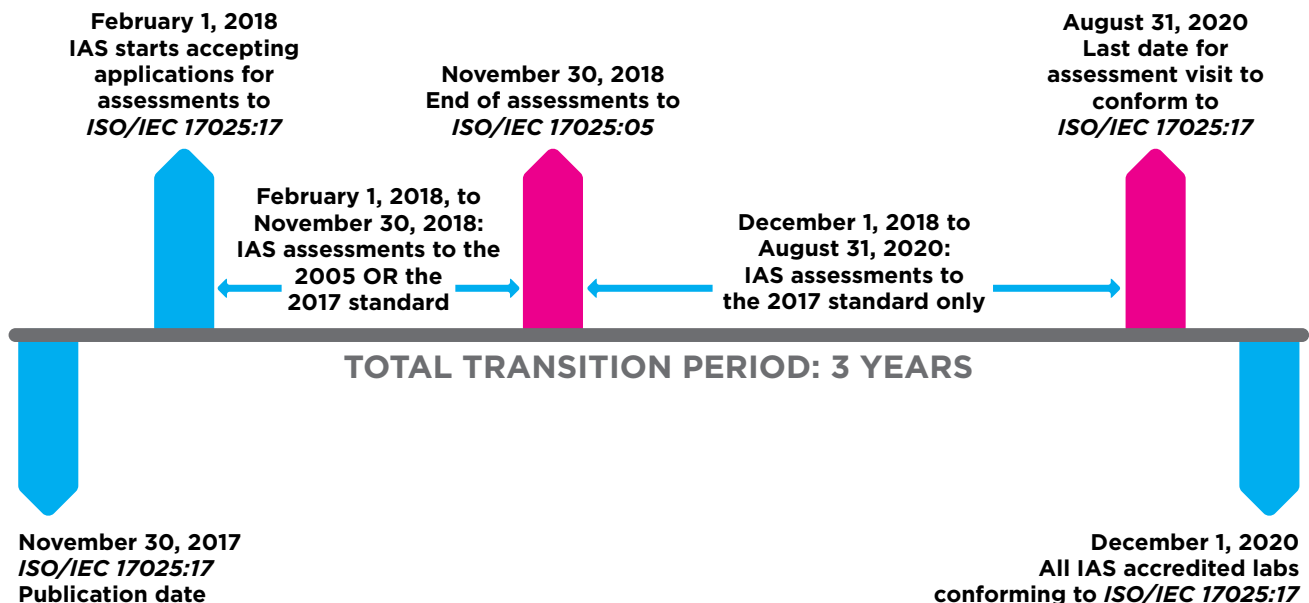 February 1, 2018
IAS starts accepting
applications for
assessments to
ISO/IEC 17025:17
November 30, 2018
End of assessments to
ISO/IEC 17025:05
August 31, 2020
Last date for
assessment visit to
conform to
ISO/IEC 17025:17
February 1, 2018, to
November 30, 2018:
IAS assessments to the
2005 OR the
2017 standard
December 1, 2018 to
August 31, 2020:
IAS assessments to
the 2017 standard only
TOTAL TRANSITION PERIOD: 3 YEARS
November 30, 2017
ISO/IEC 17025:17
Publication date
December 1, 2020
All IAS accredited labs
conforming to ISO/IEC 17025:17